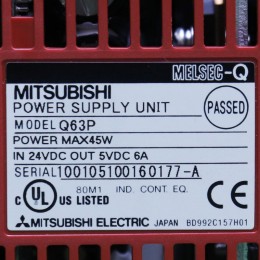 MELSEC-Q
MITSUBISHI
POWER SUPPLY UNIT
PASSED
MODEL Q63P
POWER MAX45W
IN 24VDC OUT 5VDC 6A
SERIAL 100105100160177-A
C UL US LISTED
80M1 IND. CONT. EQ.
MITSUBISHI ELECTRIC JAPAN BD992C157H01